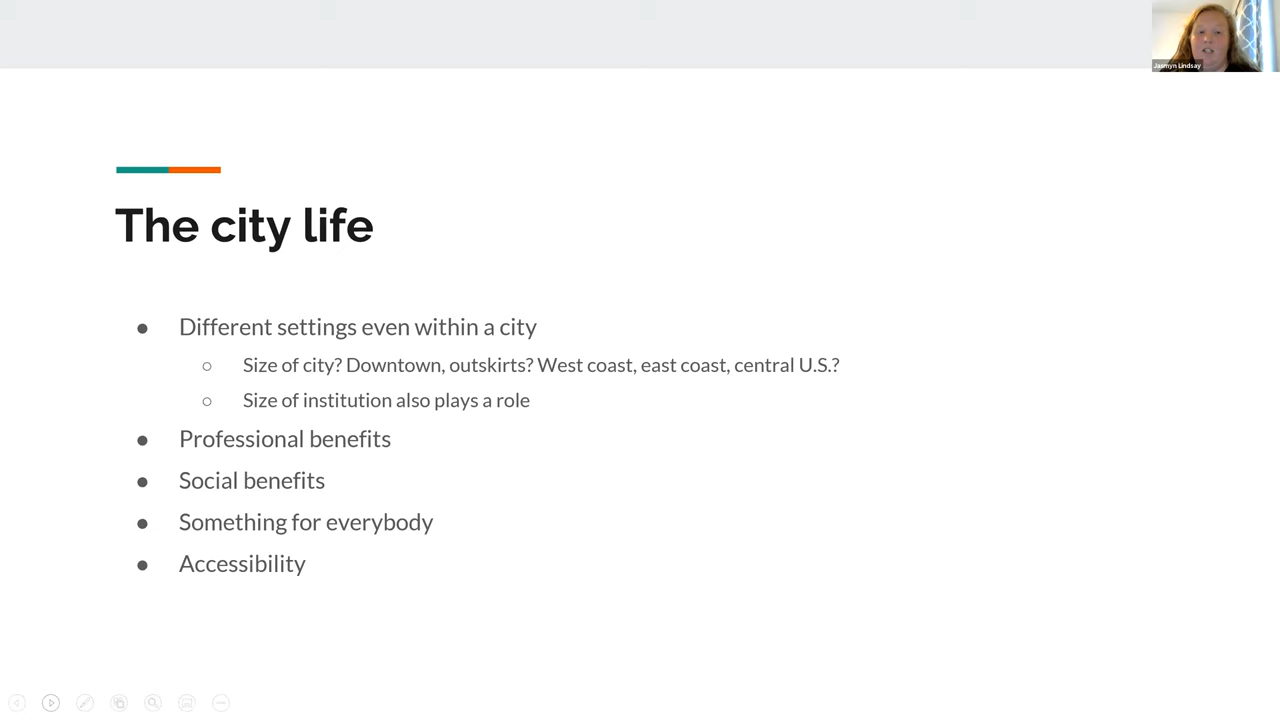 Jasmyn Lindsay
The city life
● Different settings even within a city
○ Size of city? Downtown, outskirts? West coast, east coast, central U.S.?
○ Size of institution also plays a role
● Professional benefits
● Social benefits
● Something for everybody
● Accessibility